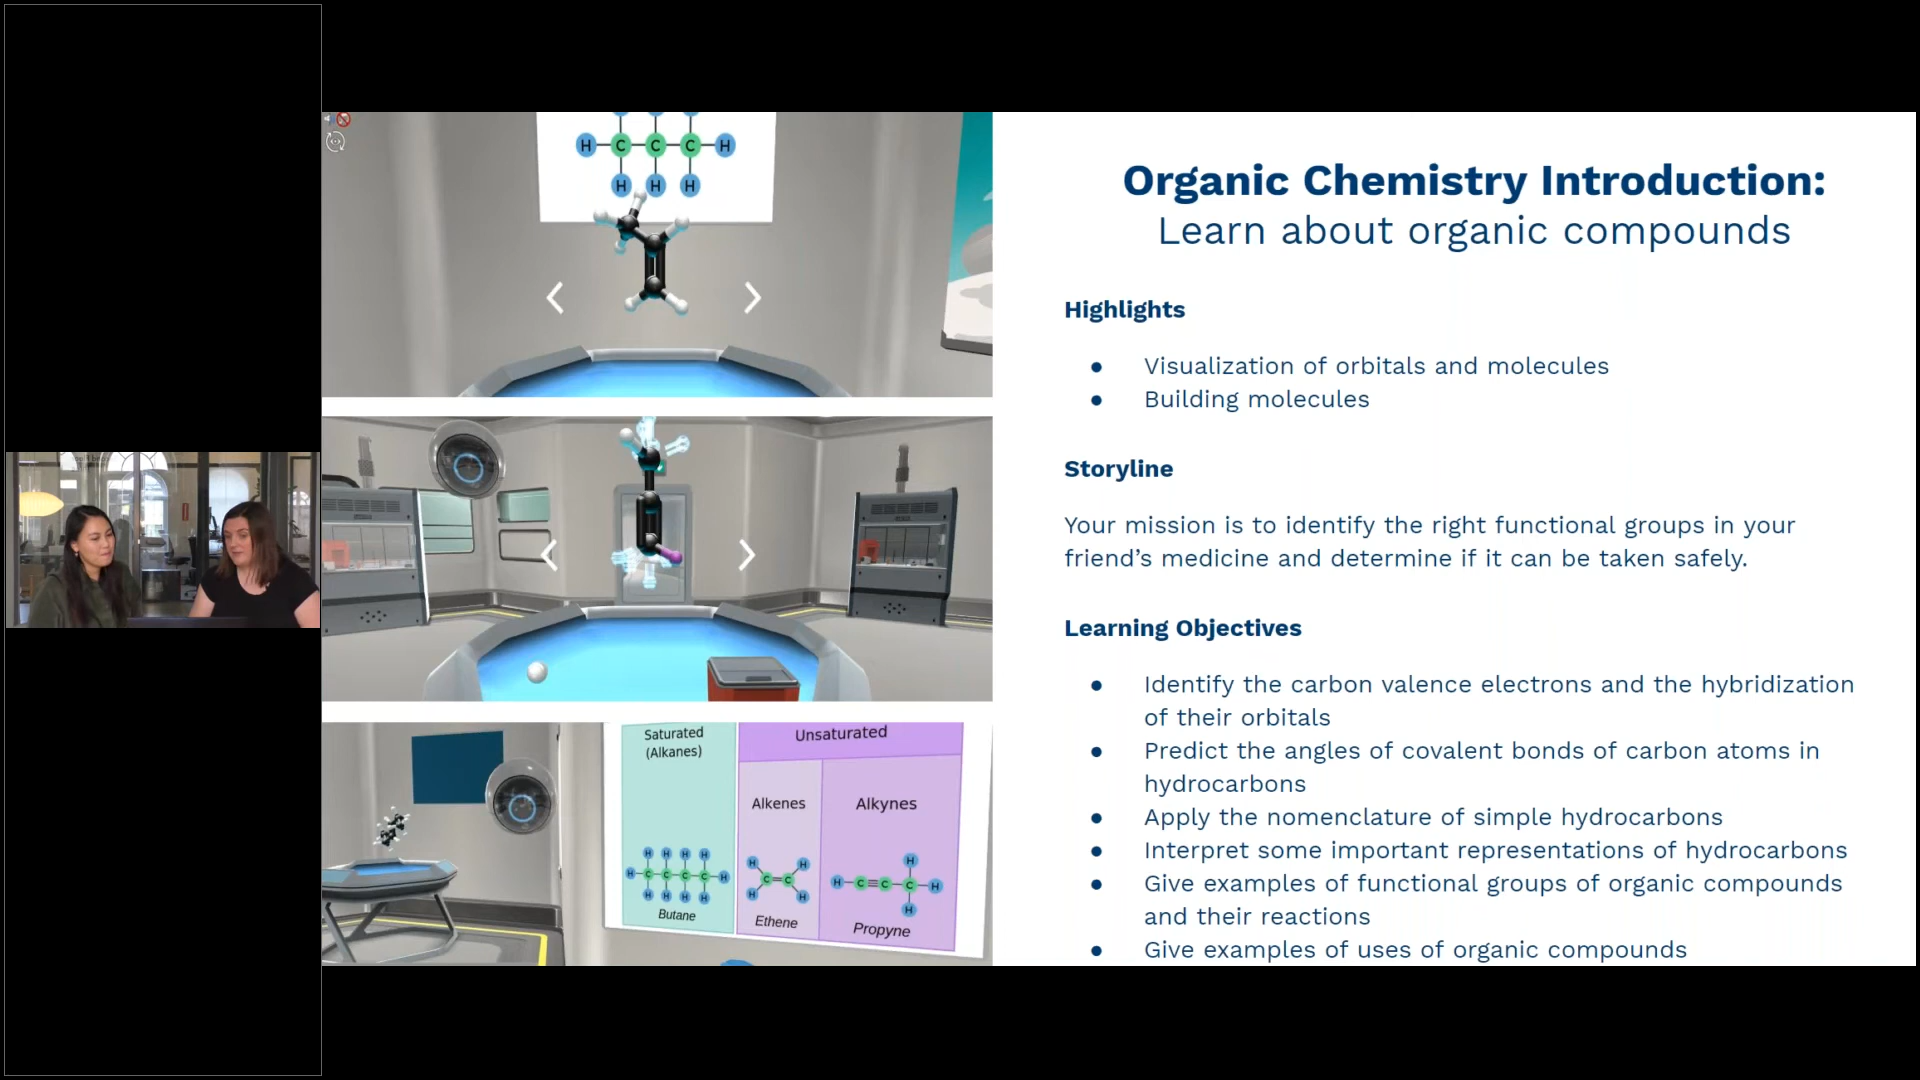 H C C C H
H H H
Saturated
(Alkanes)
Unsaturated
Alkenes
Alkynes
H H H H
H C C C C H
H H H H
Butane
H H
C C
H H
Ethene
H
H C C C H
H
Propyne
Organic Chemistry Introduction:
Learn about organic compounds
Highlights
● Visualization of orbitals and molecules
● Building molecules
Storyline
Your mission is to identify the right functional groups in your
friend’s medicine and determine if it can be taken safely.
Learning Objectives
● Identify the carbon valence electrons and the hybridization
of their orbitals
● Predict the angles of covalent bonds of carbon atoms in
hydrocarbons
● Apply the nomenclature of simple hydrocarbons
● Interpret some important representations of hydrocarbons
● Give examples of functional groups of organic compounds
and their reactions
● Give examples of uses of organic compounds